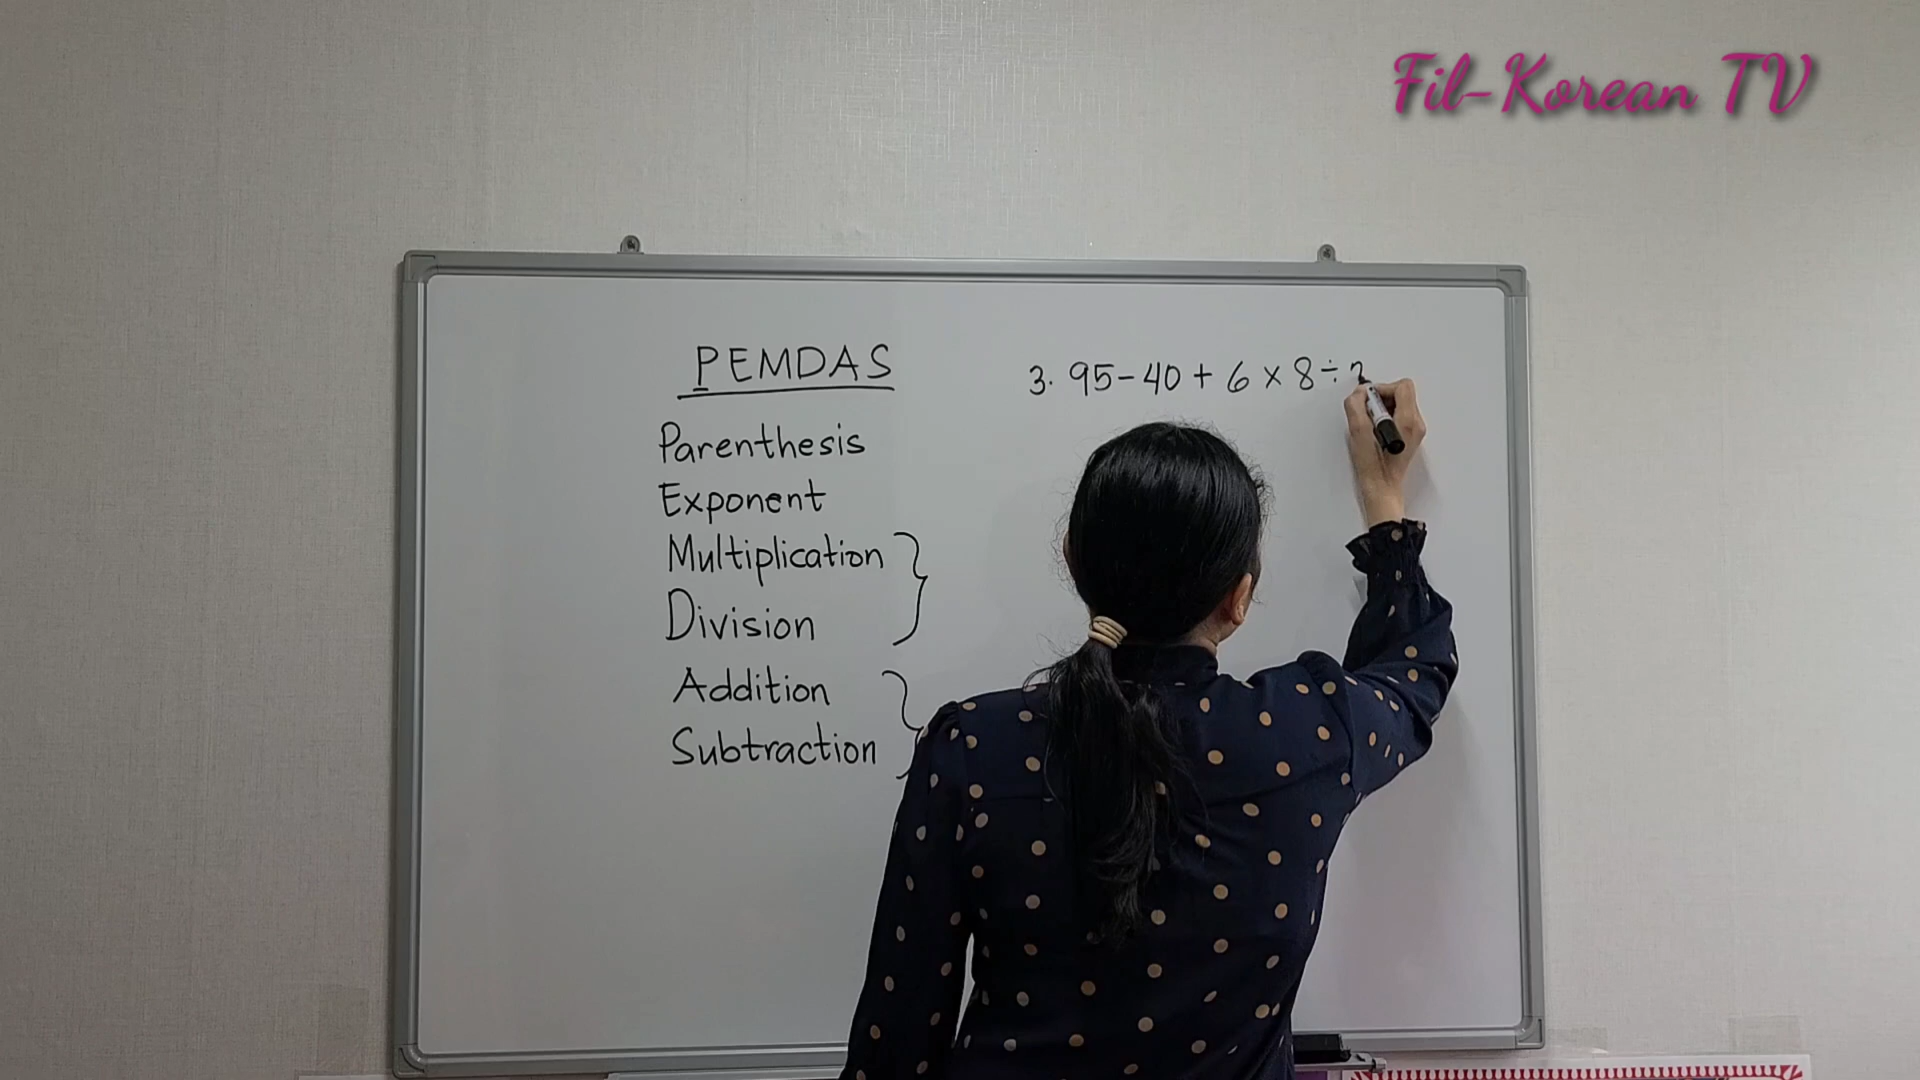 Fil-Korean TV
PEMDAS
Parenthesis
Exponent
Multiplication
Division
Addition
Subtraction
3. 95-40 + 6 × 8 ÷